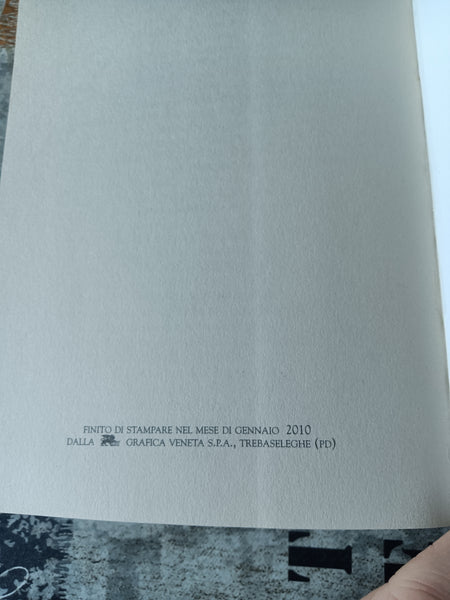 FINITO DI STAMPARE NEL MESE DI GENNAIO 2010
DALLA GRAFICA VENETA S.P.A., TREBASELEGHE (PD)
T